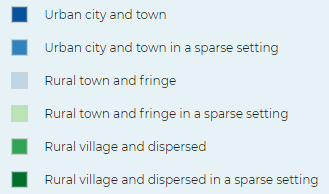 Urban city and town
Urban city and town in a sparse setting
Rural town and fringe
Rural town and fringe in a sparse setting
Rural village and dispersed
Rural village and dispersed in a sparse setting